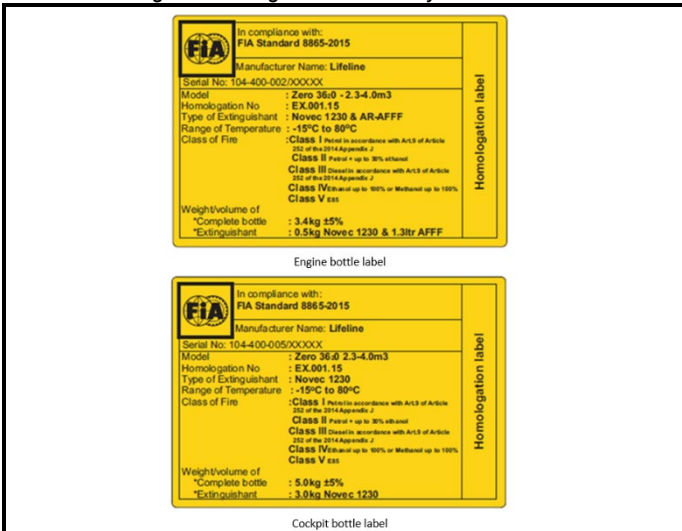 In compliance with:
FIA Standard 8865-2015
FiA
Manufacturer Name: Lifeline
Serial No: 104-400-002/XXXXX
Model : Zero 360 - 2.3-4.0m3
Homologation No : EX.001.15
Type of Extinguishant : Novec 1230 & AR-AFFF
Range of Temperature : -15ºC to 80ºC
Class of Fire :Class I Petrol in accordance with Art.9 of Article
252 of the 2014 Appendix J
Class II Petrol + up to 30% ethanol
Class III Diesel in accordance with Art.9 of Article
252 of the 2014 Appendix J
Class IV Ethanol up to 100% or Methanol up to 100%
Class V E85
Weight/volume of
*Complete bottle : 3.4kg ±5%
*Extinguishant : 0.5kg Novec 1230 & 1.3ltr AFFF
Homologation label
Engine bottle label
In compliance with:
FIA Standard 8865-2015
FiA
Manufacturer Name: Lifeline
Serial No: 104-400-005/XXXXX
Model : Zero 360 2.3-4.0m3
Homologation No : EX.001.15
Type of Extinguishant : Novec 1230
Range of Temperature : -15ºC to 80ºC
Class of Fire :Class I Petrol in accordance with Art.9 of Article
252 of the 2014 Appendix J
Class II Petrol + up to 30% ethanol
Class III Diesel in accordance with Art.9 of Article
252 of the 2014 Appendix J
Class IV Ethanol up to 100% or Methanol up to 100%
Class V E85
Weight/volume of
*Complete bottle : 5.0kg ±5%
*Extinguishant : 3.0kg Novec 1230
Homologation label
Cockpit bottle label